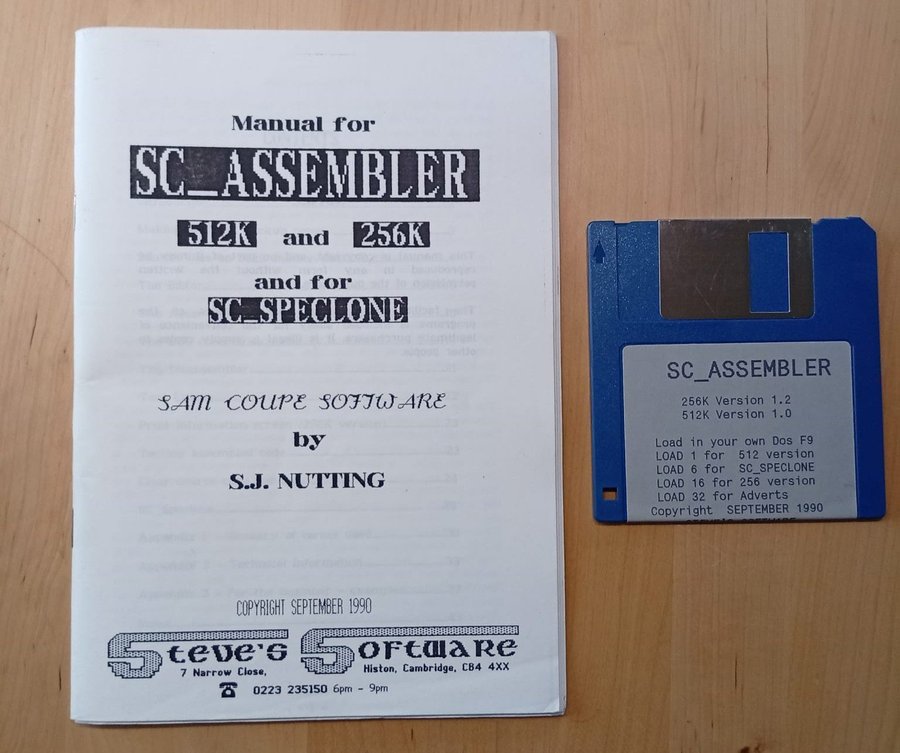 Manual for
SC_ASSEMBLER
512K and 256K
and for
SC_SPECLONE
SAM COUPE SOFTWARE
by
S.J. NUTTING
COPYRIGHT SEPTEMBER 1990
STEVE'S SOFTWARE
7 Narrow Close, Histon, Cambridge, CB4 4XX
☎ 0223 235150 6pm - 9pm
SC_ASSEMBLER
256K Version 1.2
512K Version 1.0
Load in your own Dos F9
LOAD 1 for 512 version
LOAD 6 for SC_SPECLONE
LOAD 16 for 256 version
LOAD 32 for Adverts
Copyright SEPTEMBER 1990